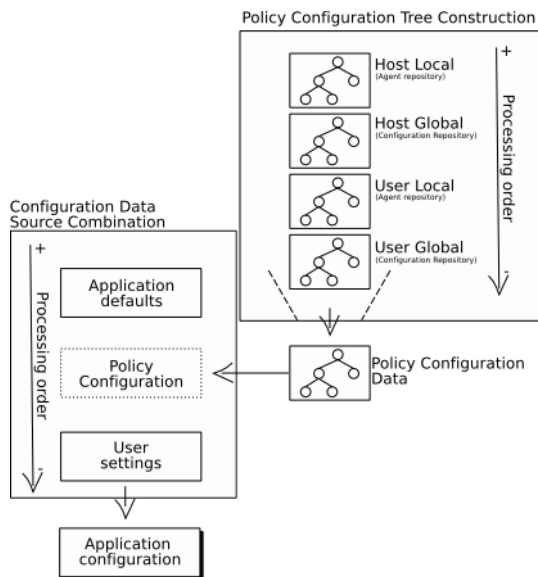 Policy Configuration Tree Construction
+
Host Local
(Agent repository)
Host Global
(Configuration Repository)
User Local
(Agent repository)
User Global
(Configuration Repository)
Processing order
-
Policy Configuration
Data
Configuration Data
Source Combination
+
Processing order
-
Application
defaults
Policy
Configuration
User
settings
Application
configuration